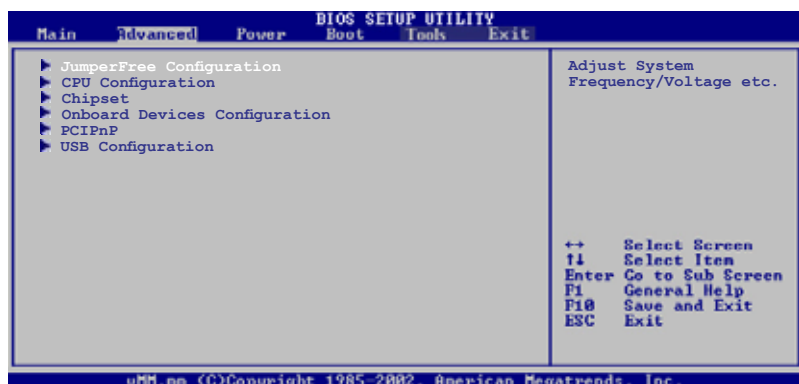 BIOS SETUP UTILITY
Main Advanced Power Boot Tools Exit
JumperFree Configuration
CPU Configuration
Chipset
Onboard Devices Configuration
PCIPnP
USB Configuration
Adjust System
Frequency/Voltage etc.
↔ Select Screen
↑↓ Select Item
Enter Go to Sub Screen
F1 General Help
F10 Save and Exit
ESC Exit
(C)Copyright 1985-2002, American Megatrends, Inc.